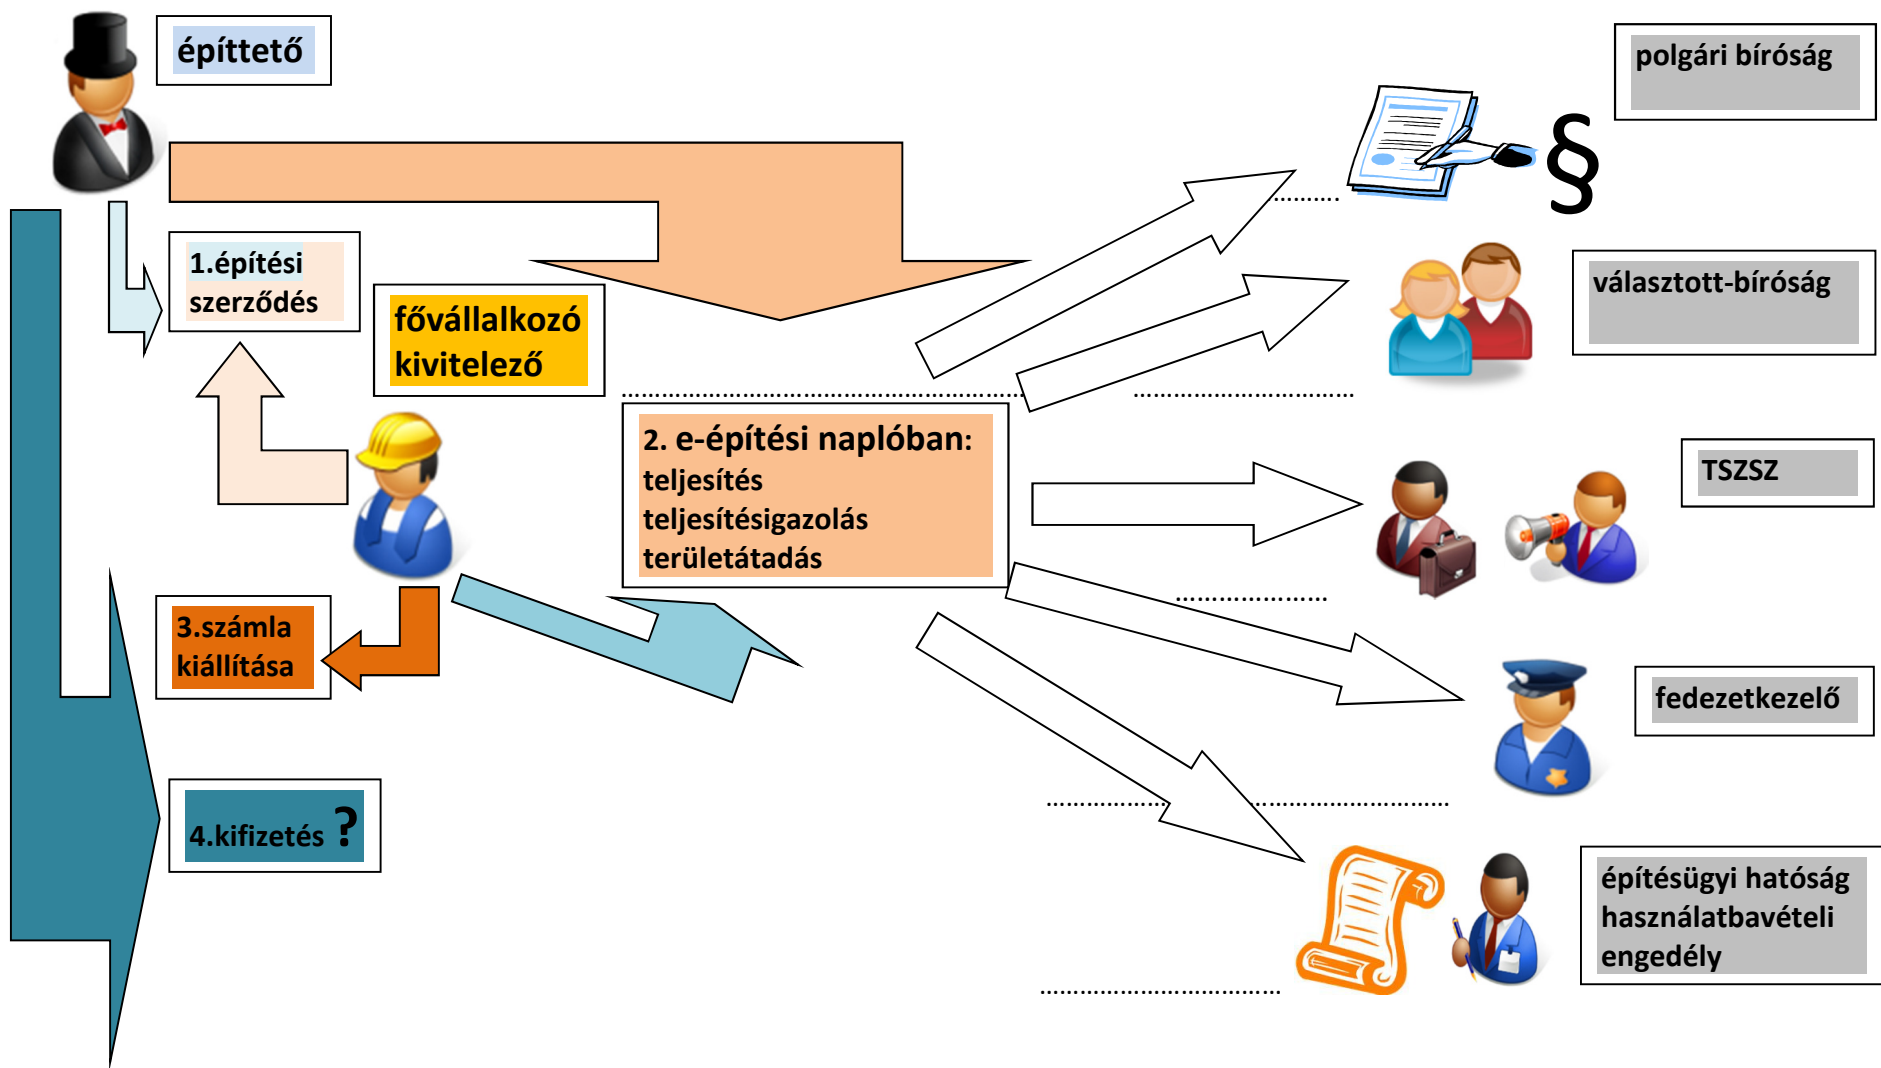 építtető
polgári bíróság
§
……….
1.építési
szerződés
választott-bíróság
fővállalkozó
kivitelező
2. e-építési naplóban:
teljesítés
teljesítésigazolás
területátadás
TSZSZ
3.számla
kiállítása
fedezetkezelő
4.kifizetés ?
építésügyi hatóság
használatbavételi
engedély